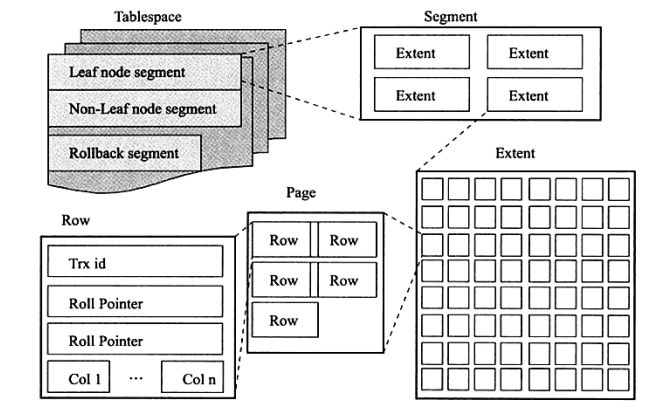 Tablespace
Segment
Leaf node segment
Non-Leaf node segment
Rollback segment
Extent
Extent
Extent
Extent
Extent
Page
Row
Row
Row
Row
Row
Row
Trx id
Roll Pointer
Roll Pointer
Col 1 ... Col n